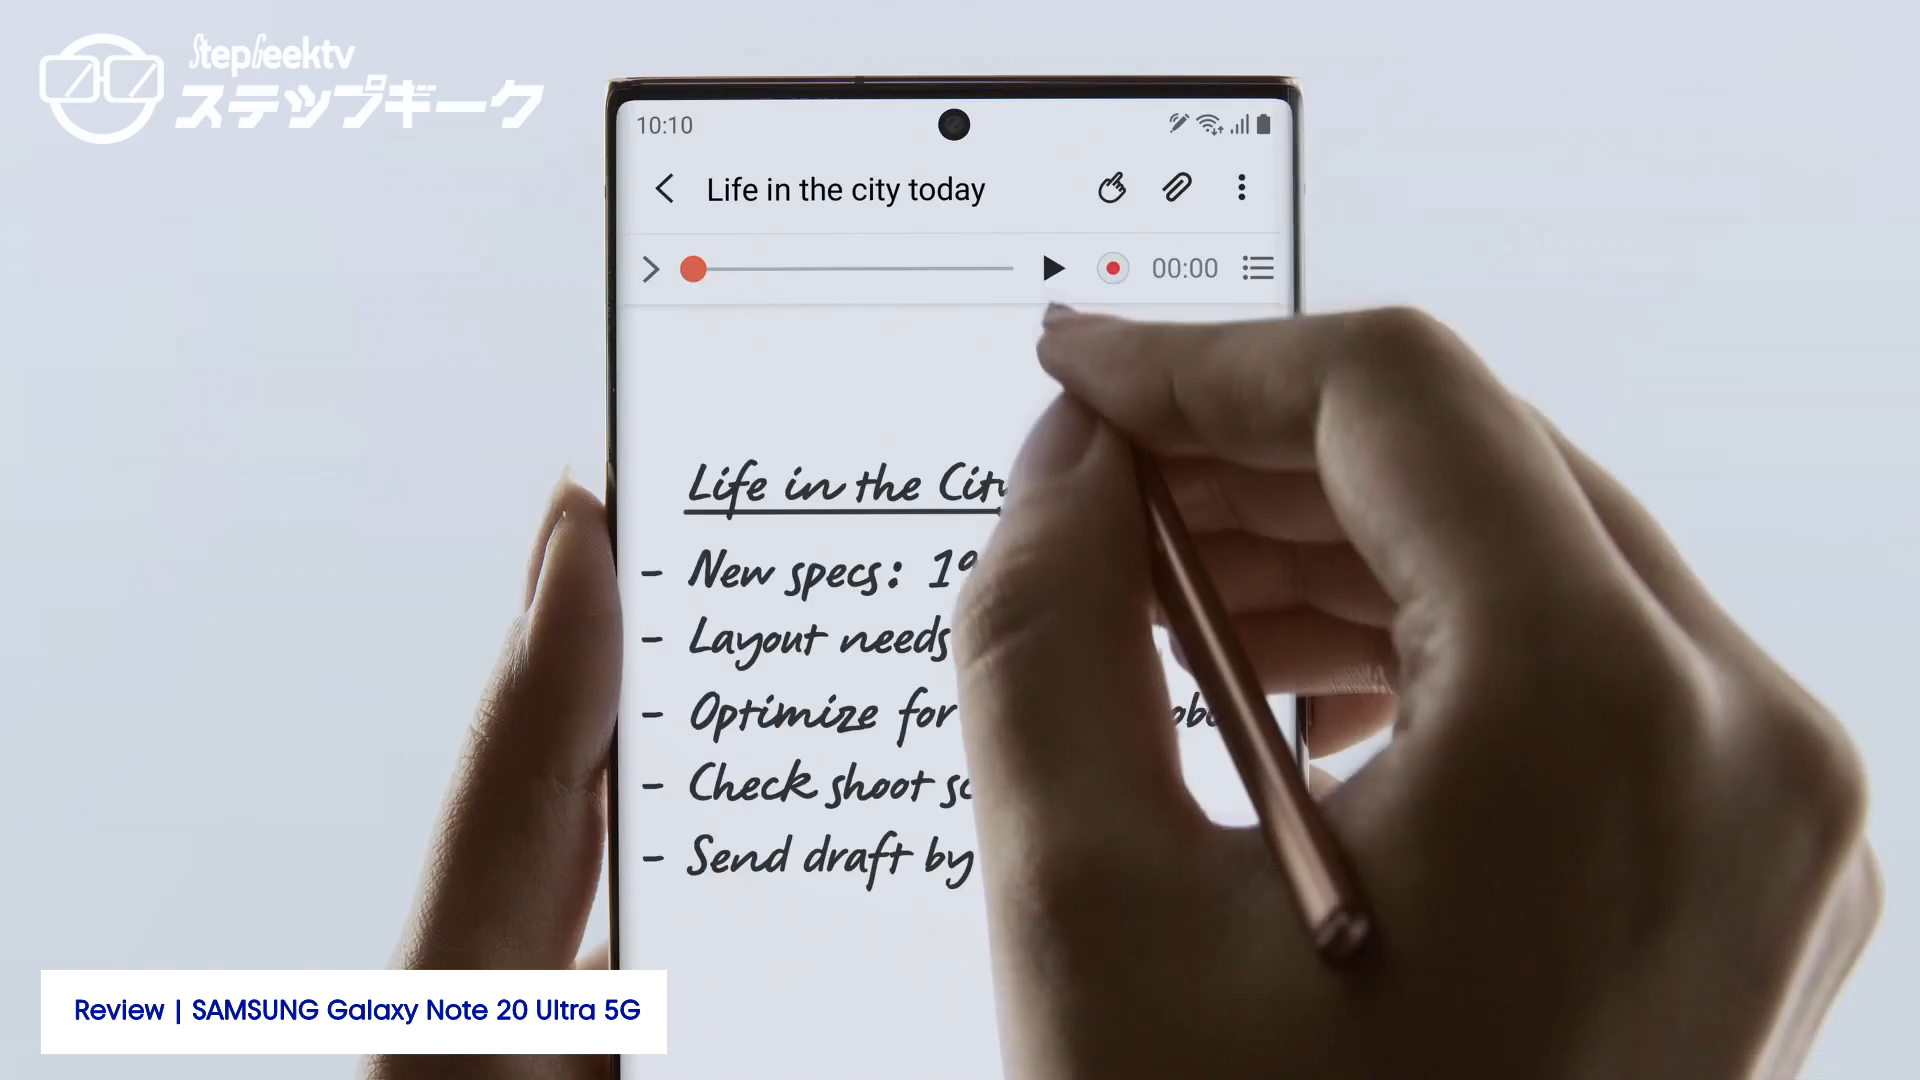 StepGeektv
ステップギーク
10:10
Life in the city today
00:00
Life in the City
- New specs:
- Layout needs
- Optimize for
- Check shoot
- Send draft by
Review | SAMSUNG Galaxy Note 20 Ultra 5G